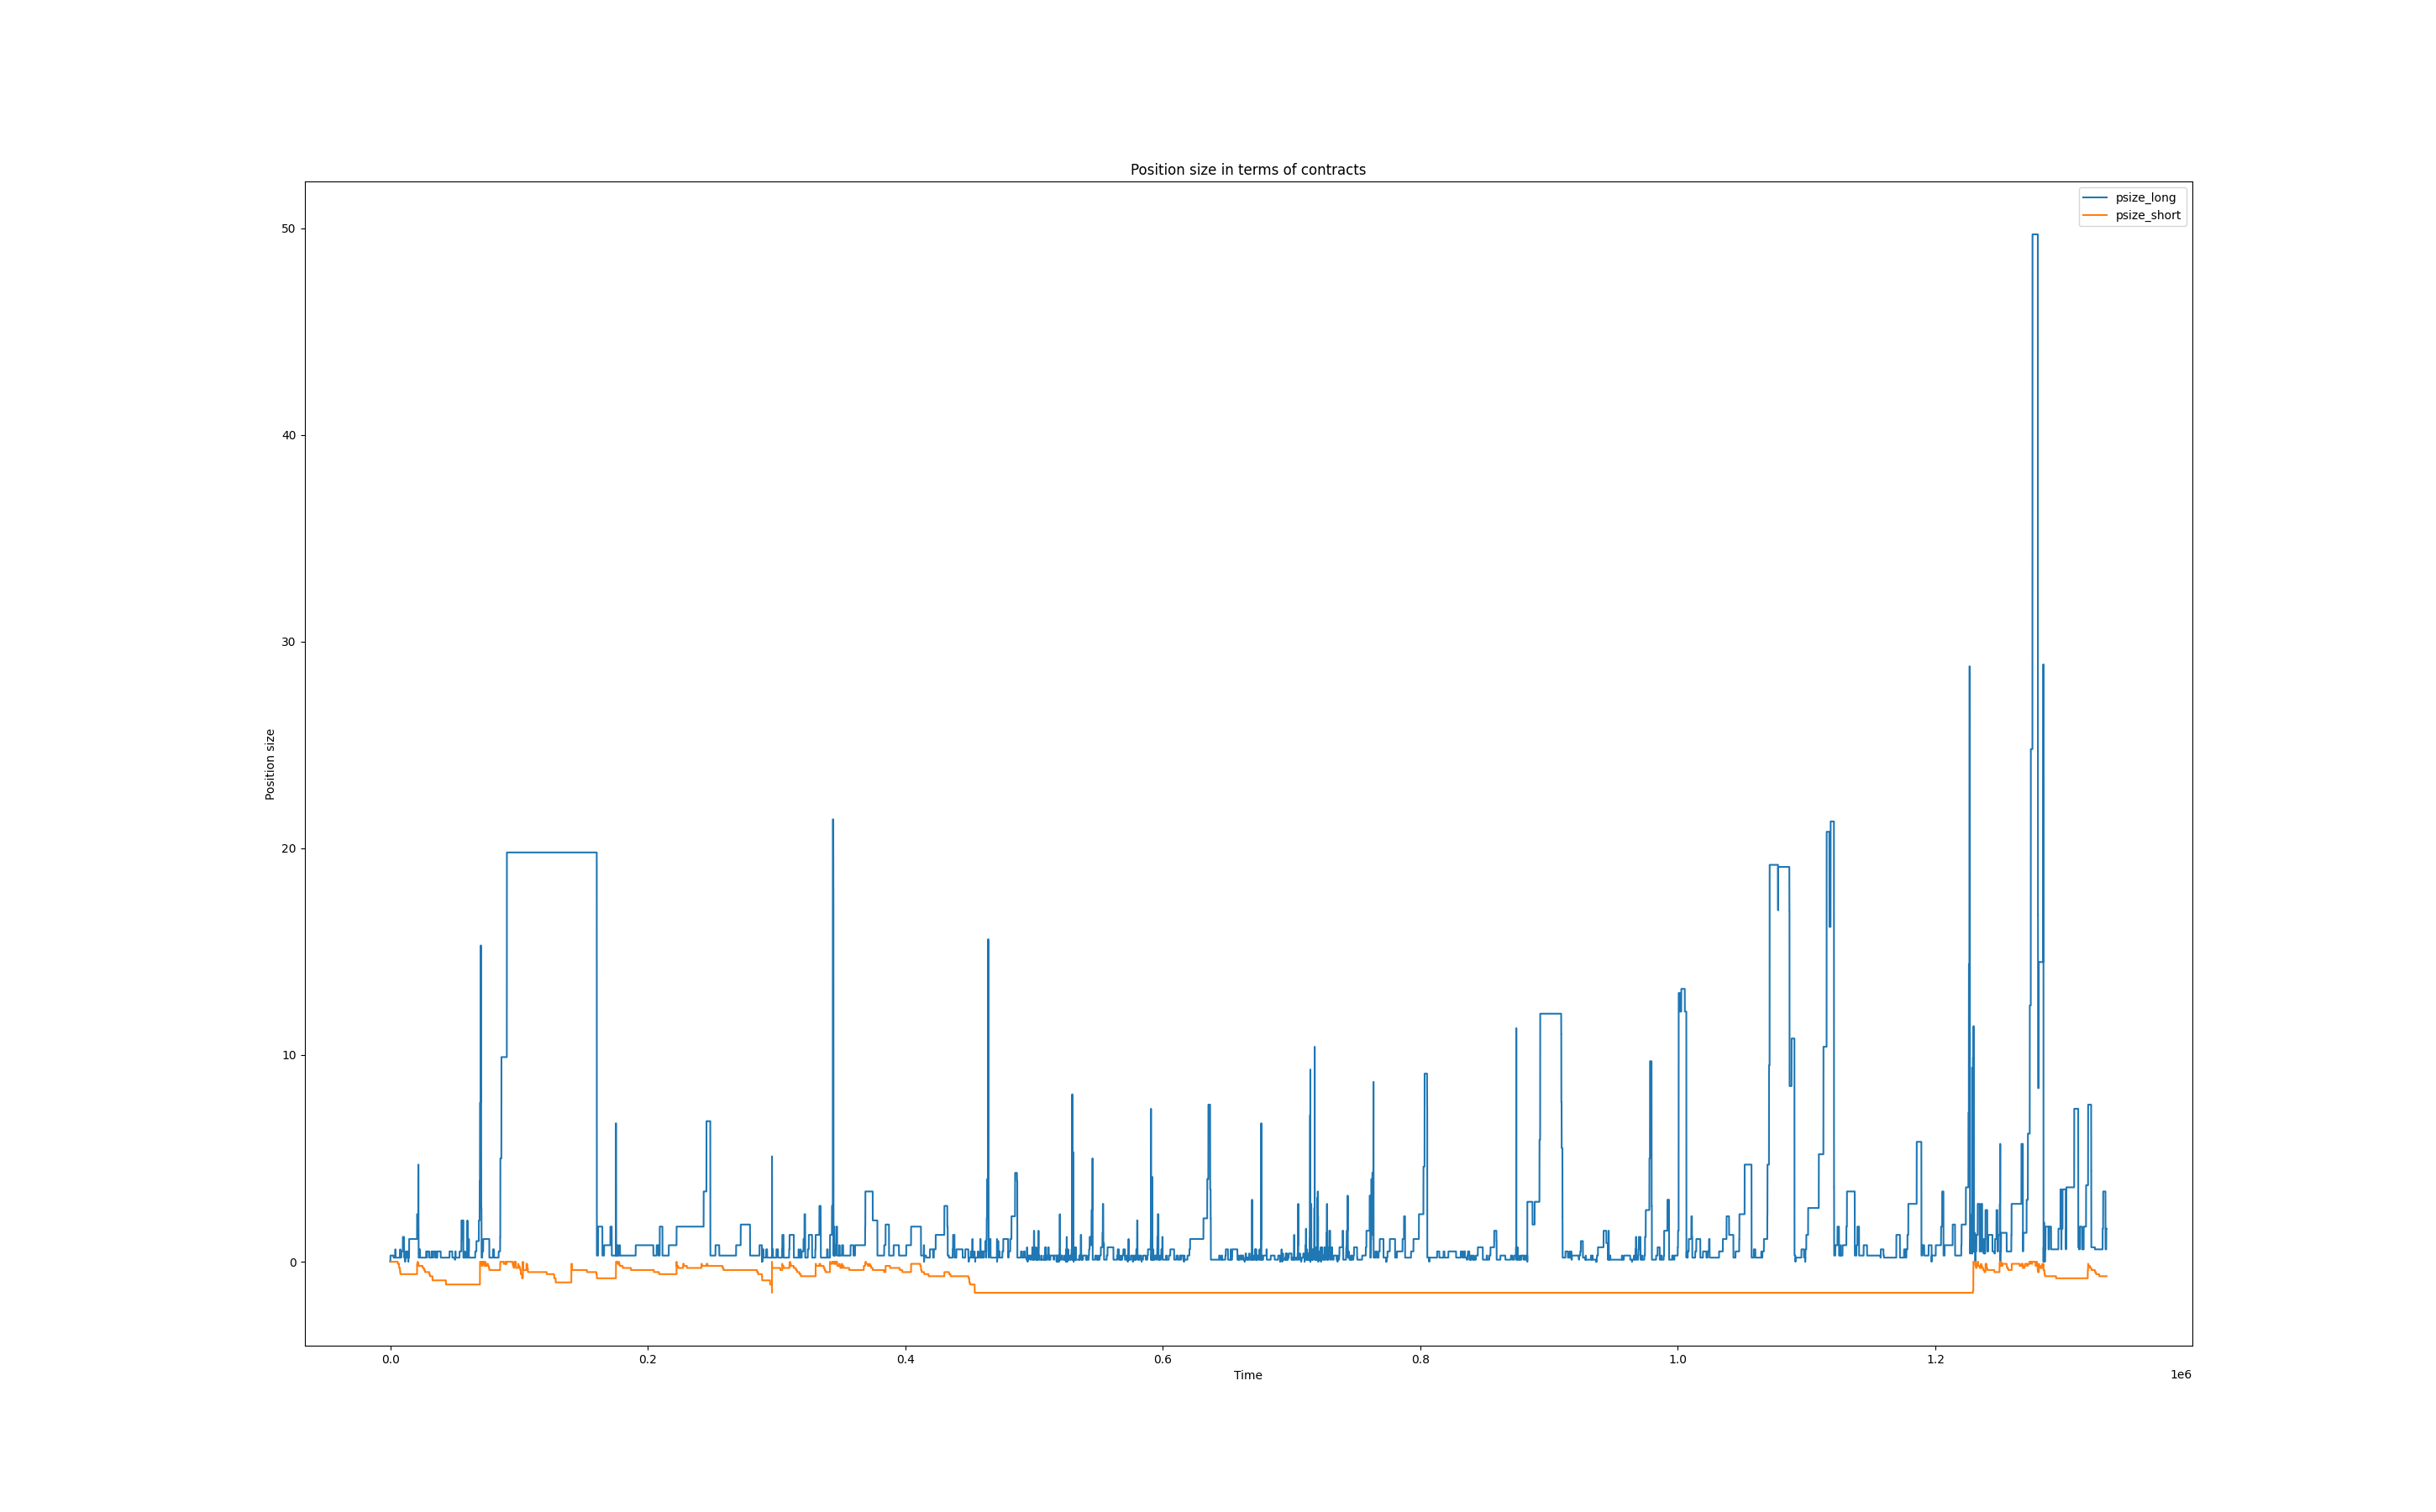 Position size in terms of contracts
psize_long
psize_short
50
40
30
20
10
0
Position size
0.0 0.2 0.4 0.6 0.8 1.0 1.2
Time
1e6